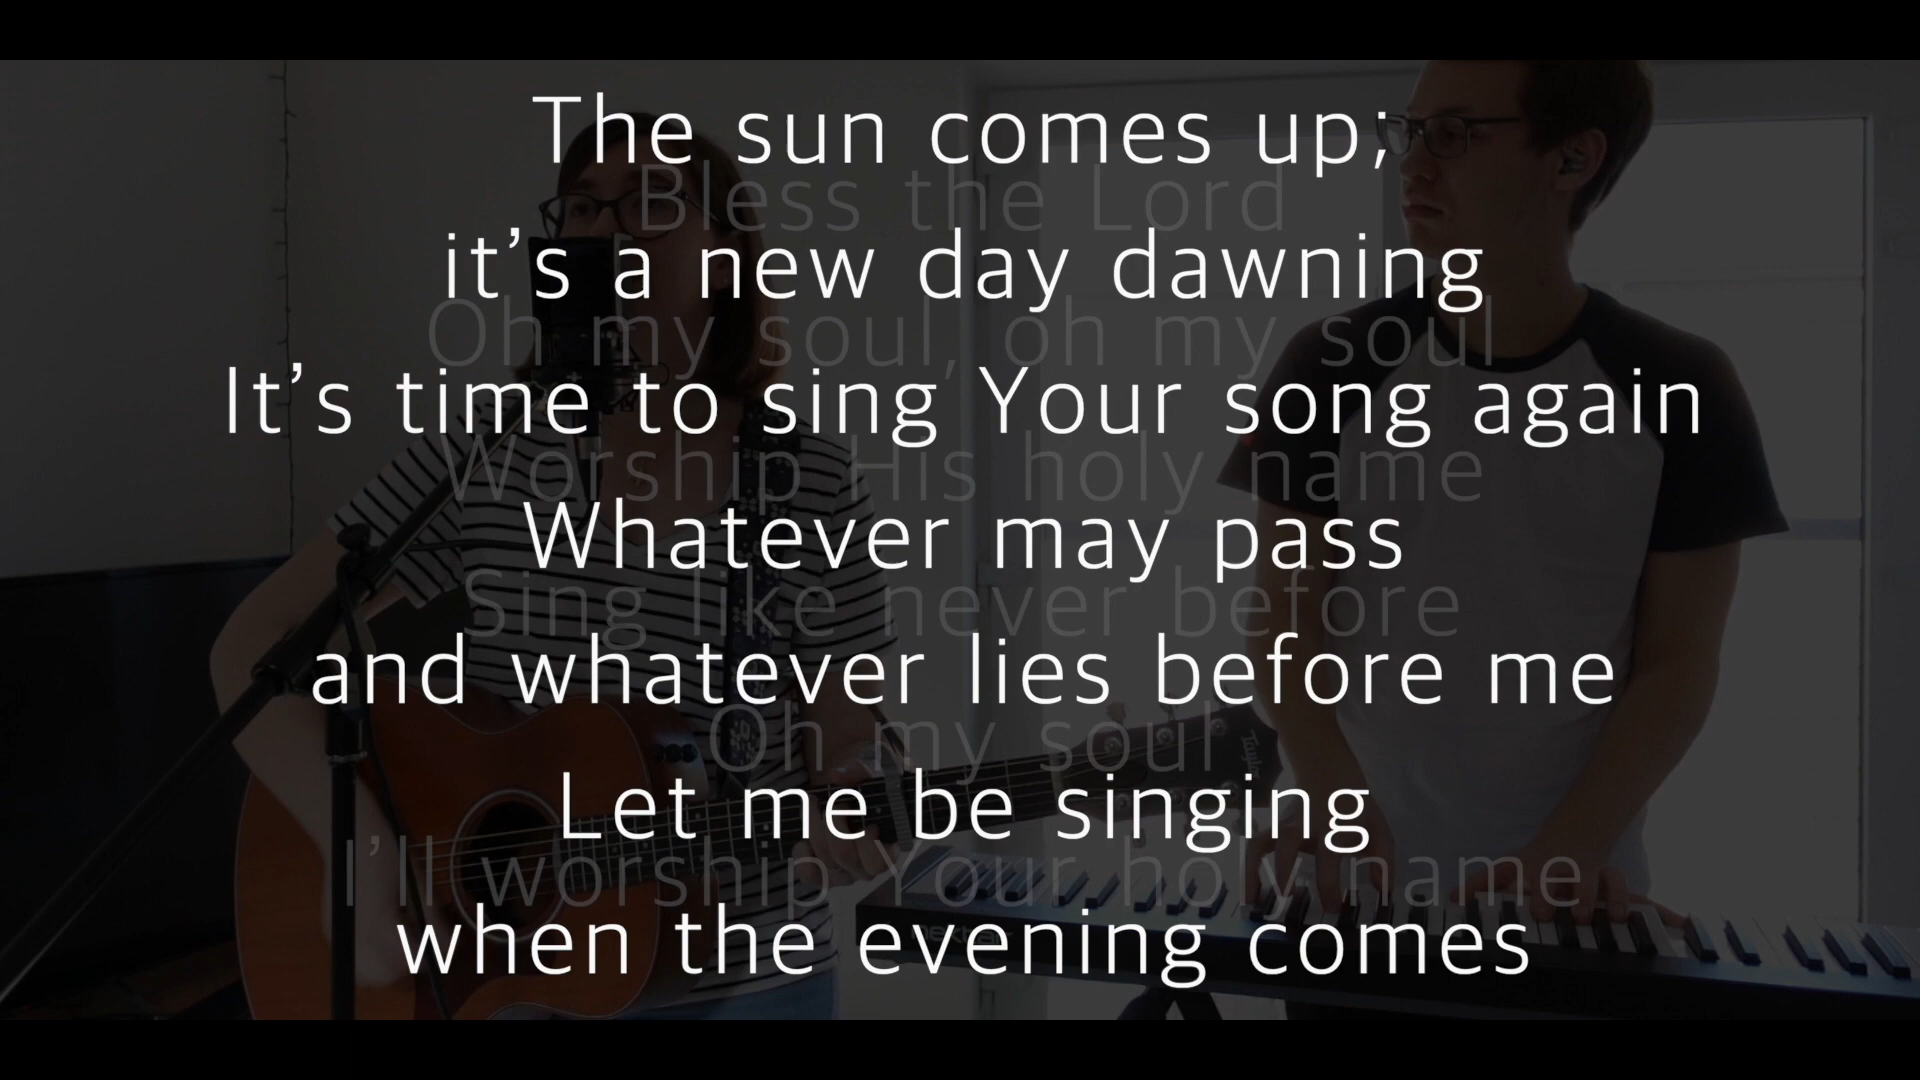 The sun comes up;
Bless the Lord
it’s a new day dawning
Oh my soul, oh my soul
It’s time to sing Your song again
Worship His holy name
Whatever may pass
Sing like never before
and whatever lies before me
Oh my soul
Taylor
Let me be singing
I’ll worship Your holy name
when the evening comes